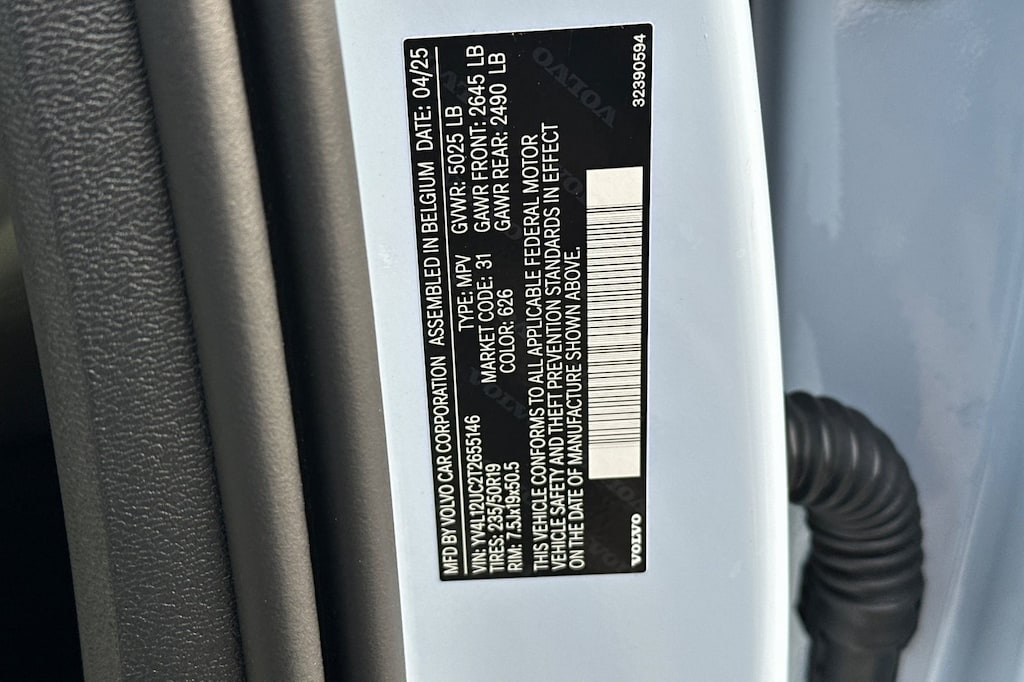 MFD BY VOLVO CAR CORPORATION ASSEMBLED IN BELGIUM DATE: 04/25
VIN: YV4L12UC2T2655146 TYPE: MPV GVWR: 5025 LB
TIRES: 235/50R19 MARKET CODE: 31 GAWR FRONT: 2645 LB
RIM: 7.5Jx19x50.5 COLOR: 626 GAWR REAR: 2490 LB
THIS VEHICLE CONFORMS TO ALL APPLICABLE FEDERAL MOTOR
VEHICLE SAFETY AND THEFT PREVENTION STANDARDS IN EFFECT
ON THE DATE OF MANUFACTURE SHOWN ABOVE.
VOLVO 32390594